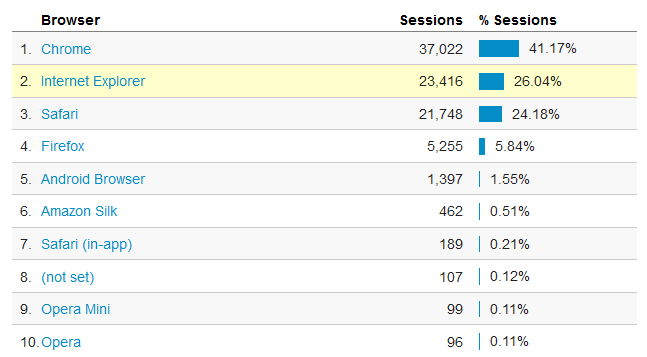 Browser Sessions % Sessions
1. Chrome 37,022 41.17%
2. Internet Explorer 23,416 26.04%
3. Safari 21,748 24.18%
4. Firefox 5,255 5.84%
5. Android Browser 1,397 1.55%
6. Amazon Silk 462 0.51%
7. Safari (in-app) 189 0.21%
8. (not set) 107 0.12%
9. Opera Mini 99 0.11%
10. Opera 96 0.11%